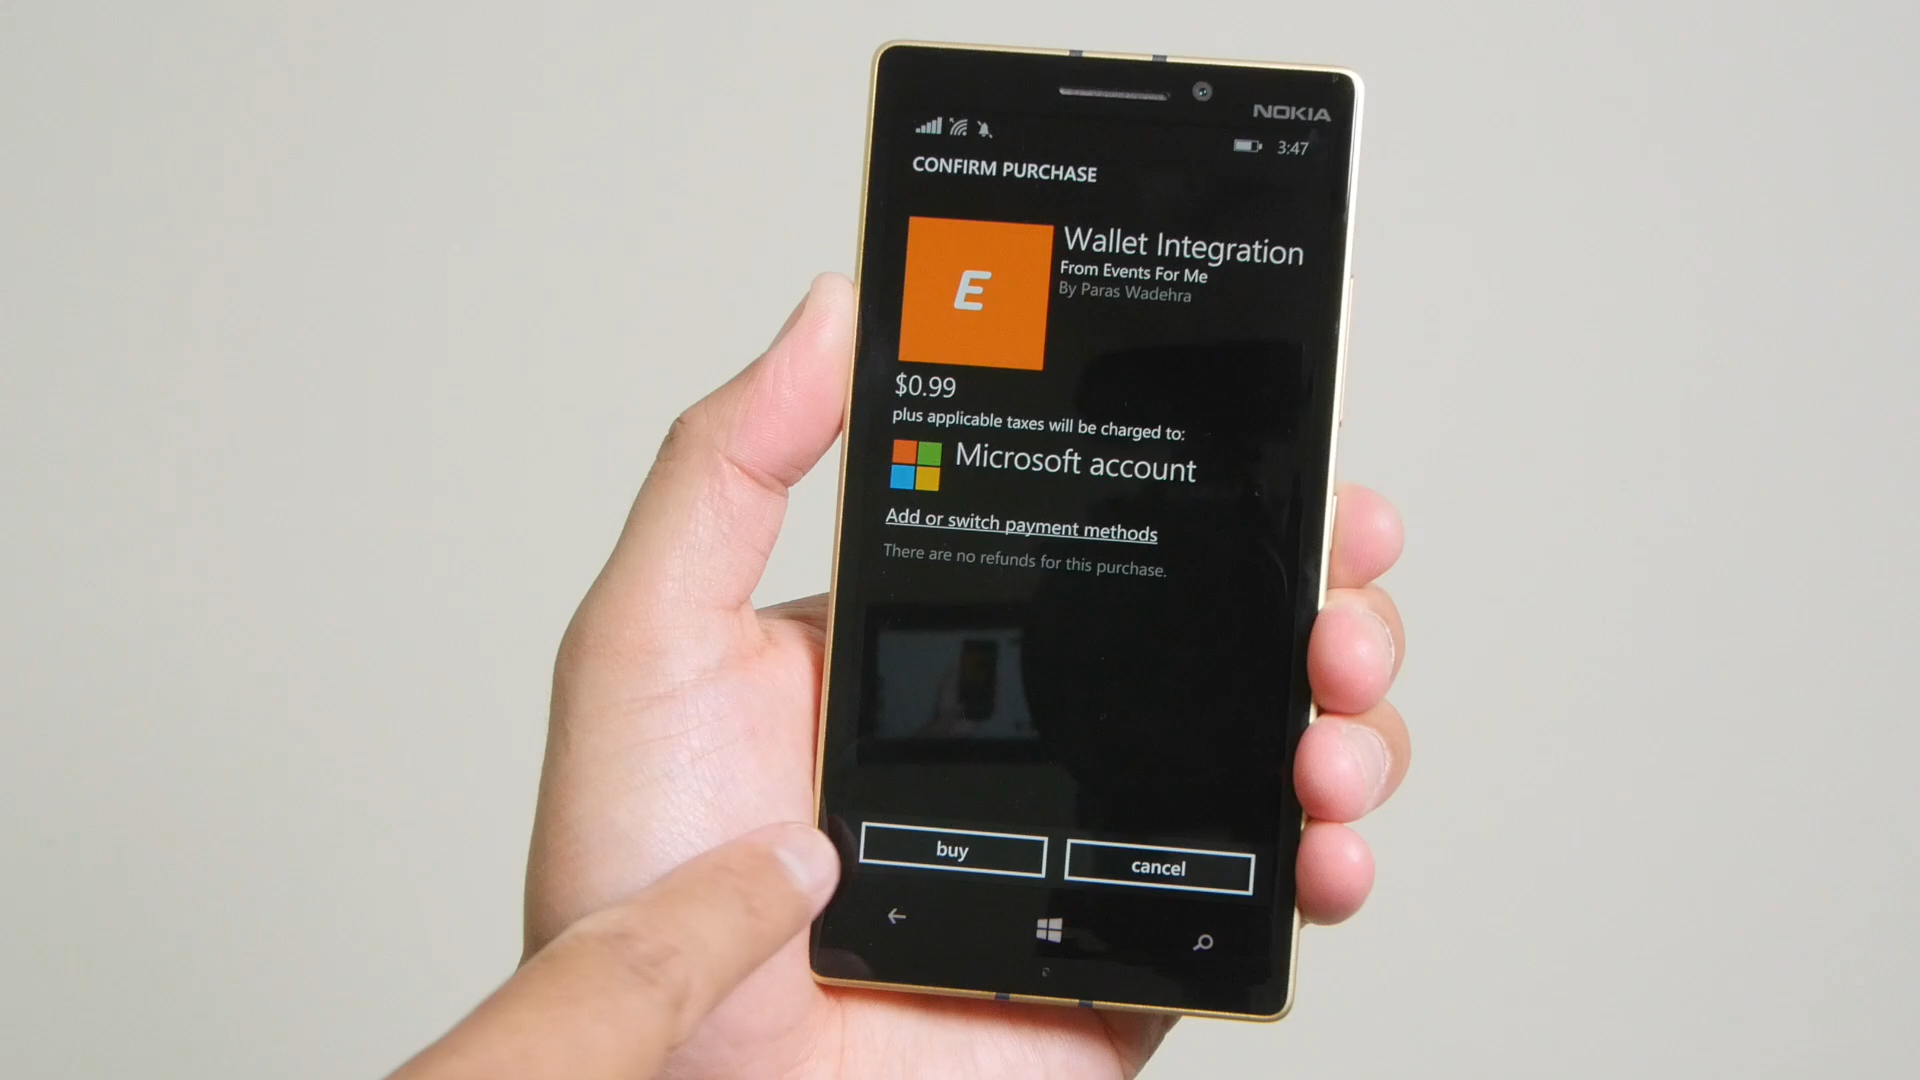 NOKIA
3:47
CONFIRM PURCHASE
E
Wallet Integration
From Events For Me
By Paras Wadehra
$0.99
plus applicable taxes will be charged to:
Microsoft account
Add or switch payment methods
There are no refunds for this purchase.
buy
cancel